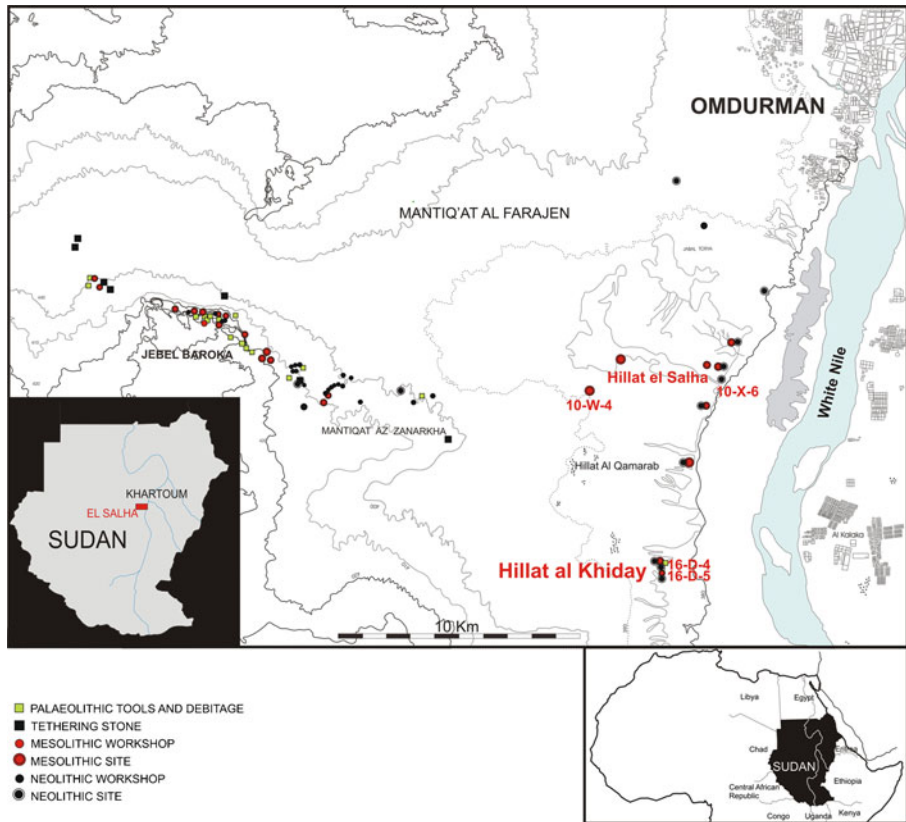 OMDURMAN
MANTIQ'AT AL FARAJEN
JEBEL BAROKA
Hillat el Salha
10-X-6
10-W-4
White Nile
MANTIQAT AZ ZANARKHA
Hillat Al Qamarab
Al Kalakla
Hillat al Khiday
16-D-4
16-D-5
10 Km
KHARTOUM
EL SALHA
SUDAN
PALAEOLITHIC TOOLS AND DEBITAGE
TETHERING STONE
MESOLITHIC WORKSHOP
MESOLITHIC SITE
NEOLITHIC WORKSHOP
NEOLITHIC SITE
Libya
Egypt
Chad
SUDAN
Eritrea
Ethiopia
Central African
Republic
Congo
Uganda
Kenya